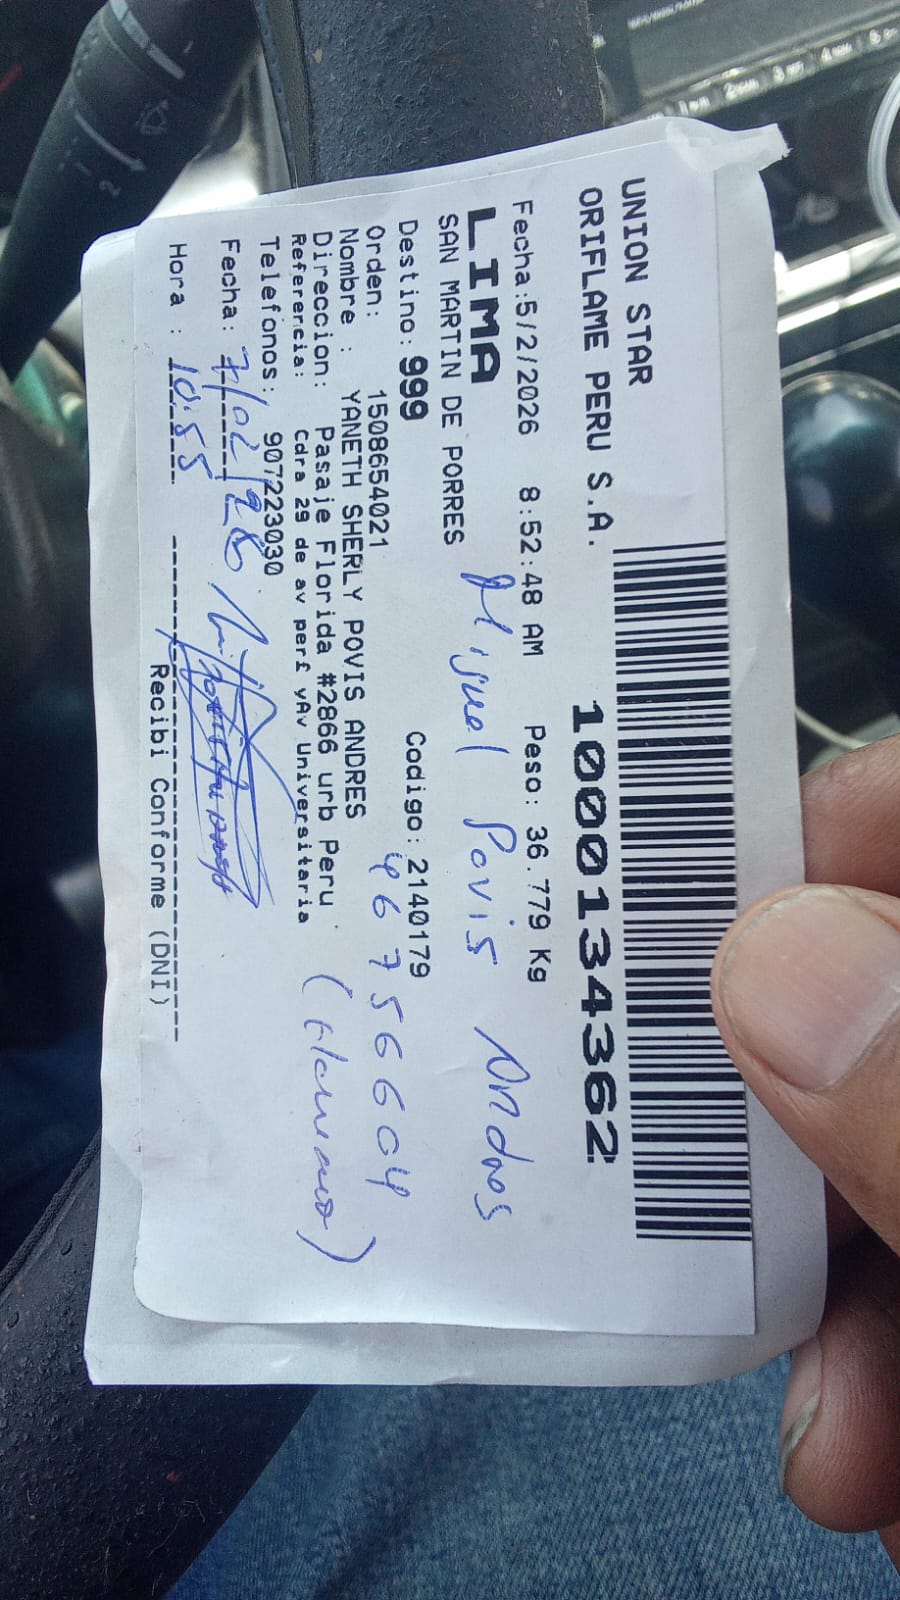 UNION STAR
ORIFLAME PERU S.A.
10001134362
Fecha:5/2/2026 8:52:48 AM Peso: 36.779 Kg
LIMA
SAN MARTIN DE PORRES
Miguel Povis Andres
Destino: 999 Codigo: 2140179
Orden: 1508654021
46756604
Nombre : YANETH SHERLY POVIS ANDRES
Direccion: Pasaje Florida #2866 urb Peru
(Hermano)
Referencia: Cdra 29 de av perf yAv Universitaria
Telefonos: 907223030
Fecha: 7/02/26
Hora : 10:55
Recibi Conforme (DNI)